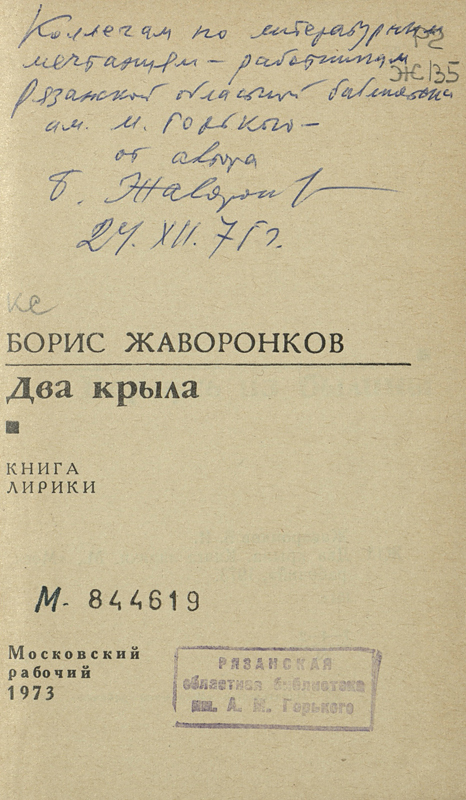 Коллегам по литературным
Р2
мечтаниям – работникам
Ж135
Рязанской областной библиотеки
им. М. Горького –
от автора
Б. Жаворонков
24. XII. 75 г.
КС
БОРИС ЖАВОРОНКОВ
Два крыла
КНИГА
ЛИРИКИ
М. 844619
Московский
рабочий
1973
РЯЗАНСКАЯ
областная библиотека
им. А. М. Горького